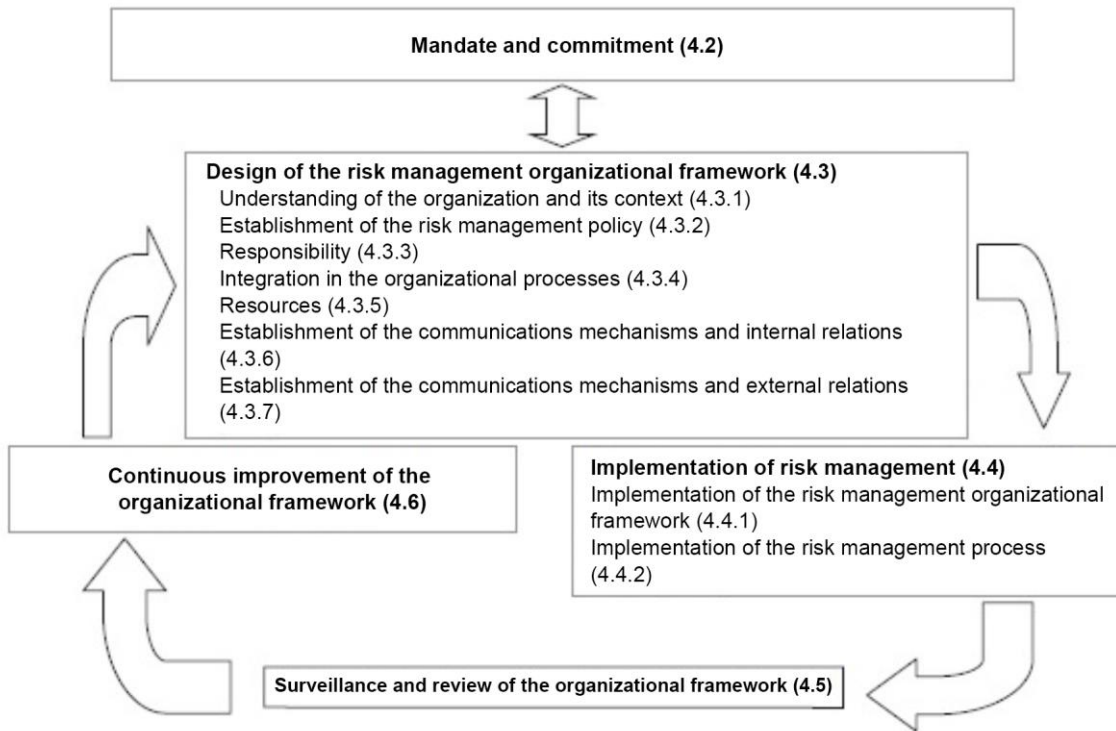 Mandate and commitment (4.2)
Design of the risk management organizational framework (4.3)
Understanding of the organization and its context (4.3.1)
Establishment of the risk management policy (4.3.2)
Responsibility (4.3.3)
Integration in the organizational processes (4.3.4)
Resources (4.3.5)
Establishment of the communications mechanisms and internal relations
(4.3.6)
Establishment of the communications mechanisms and external relations
(4.3.7)
Continuous improvement of the
organizational framework (4.6)
Implementation of risk management (4.4)
Implementation of the risk management organizational
framework (4.4.1)
Implementation of the risk management process
(4.4.2)
Surveillance and review of the organizational framework (4.5)